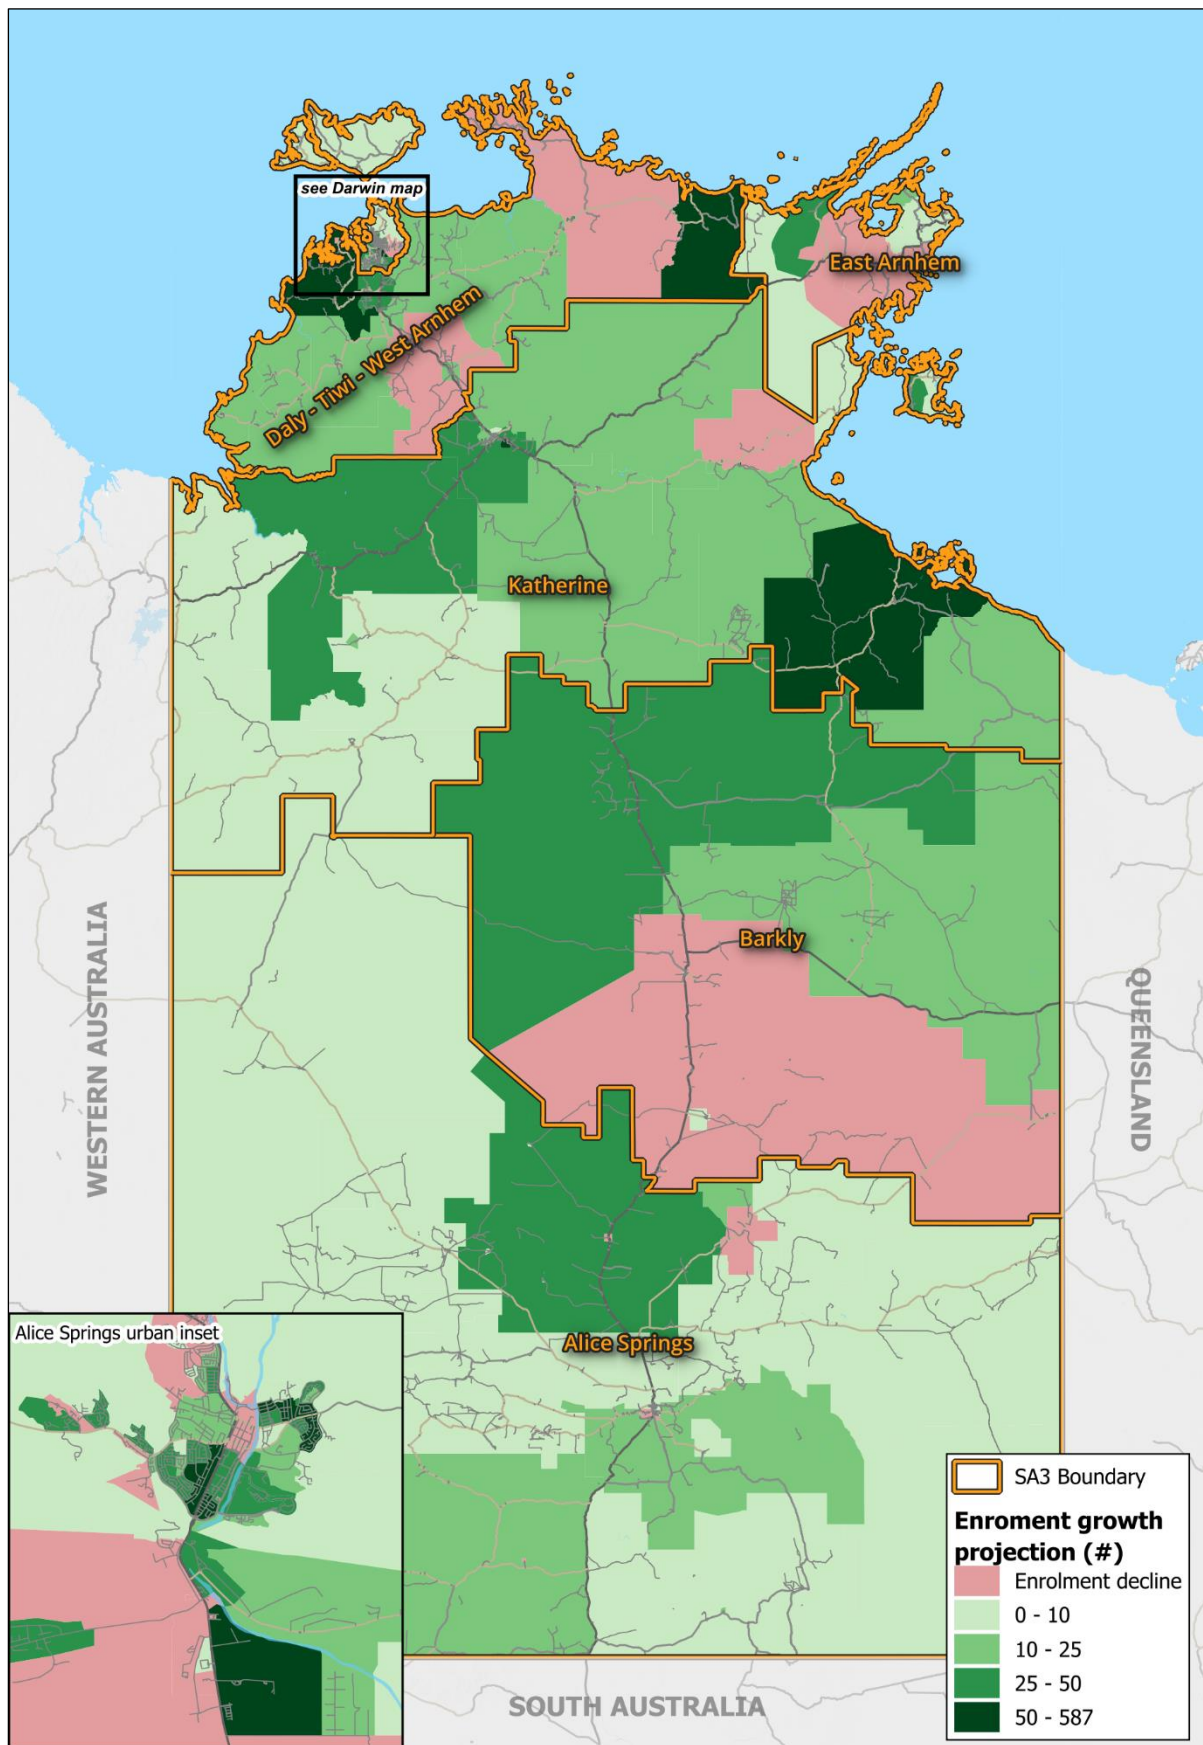 see Darwin map
East Arnhem
Daly - Tiwi - West Arnhem
Katherine
Barkly
WESTERN AUSTRALIA
QUEENSLAND
Alice Springs
Alice Springs urban inset
SOUTH AUSTRALIA
SA3 Boundary
Enroment growth
projection (#)
Enrolment decline
0 - 10
10 - 25
25 - 50
50 - 587